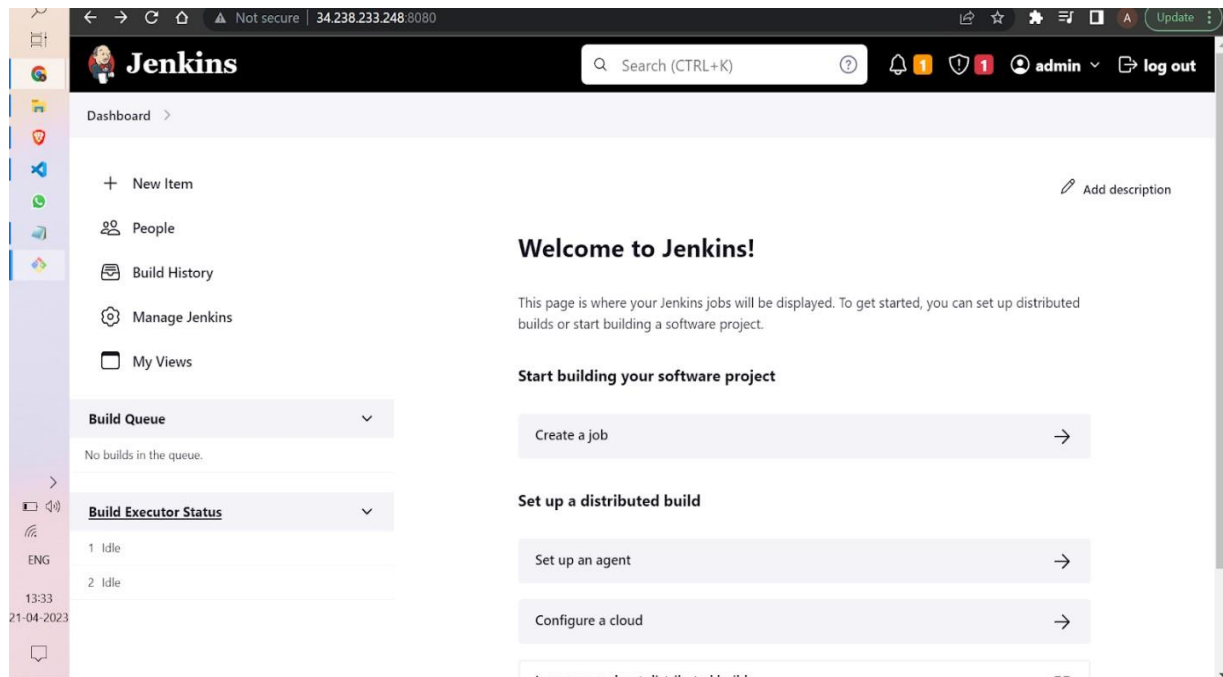 Not secure | 34.238.233.248:8080
A
Update
Jenkins
Search (CTRL+K)
1
1
admin
log out
Dashboard
New Item
Add description
People
Build History
Manage Jenkins
My Views
Welcome to Jenkins!
This page is where your Jenkins jobs will be displayed. To get started, you can set up distributed
builds or start building a software project.
Start building your software project
Create a job
Build Queue
No builds in the queue.
Build Executor Status
1 Idle
2 Idle
Set up a distributed build
Set up an agent
Configure a cloud
ENG
13:33
21-04-2023